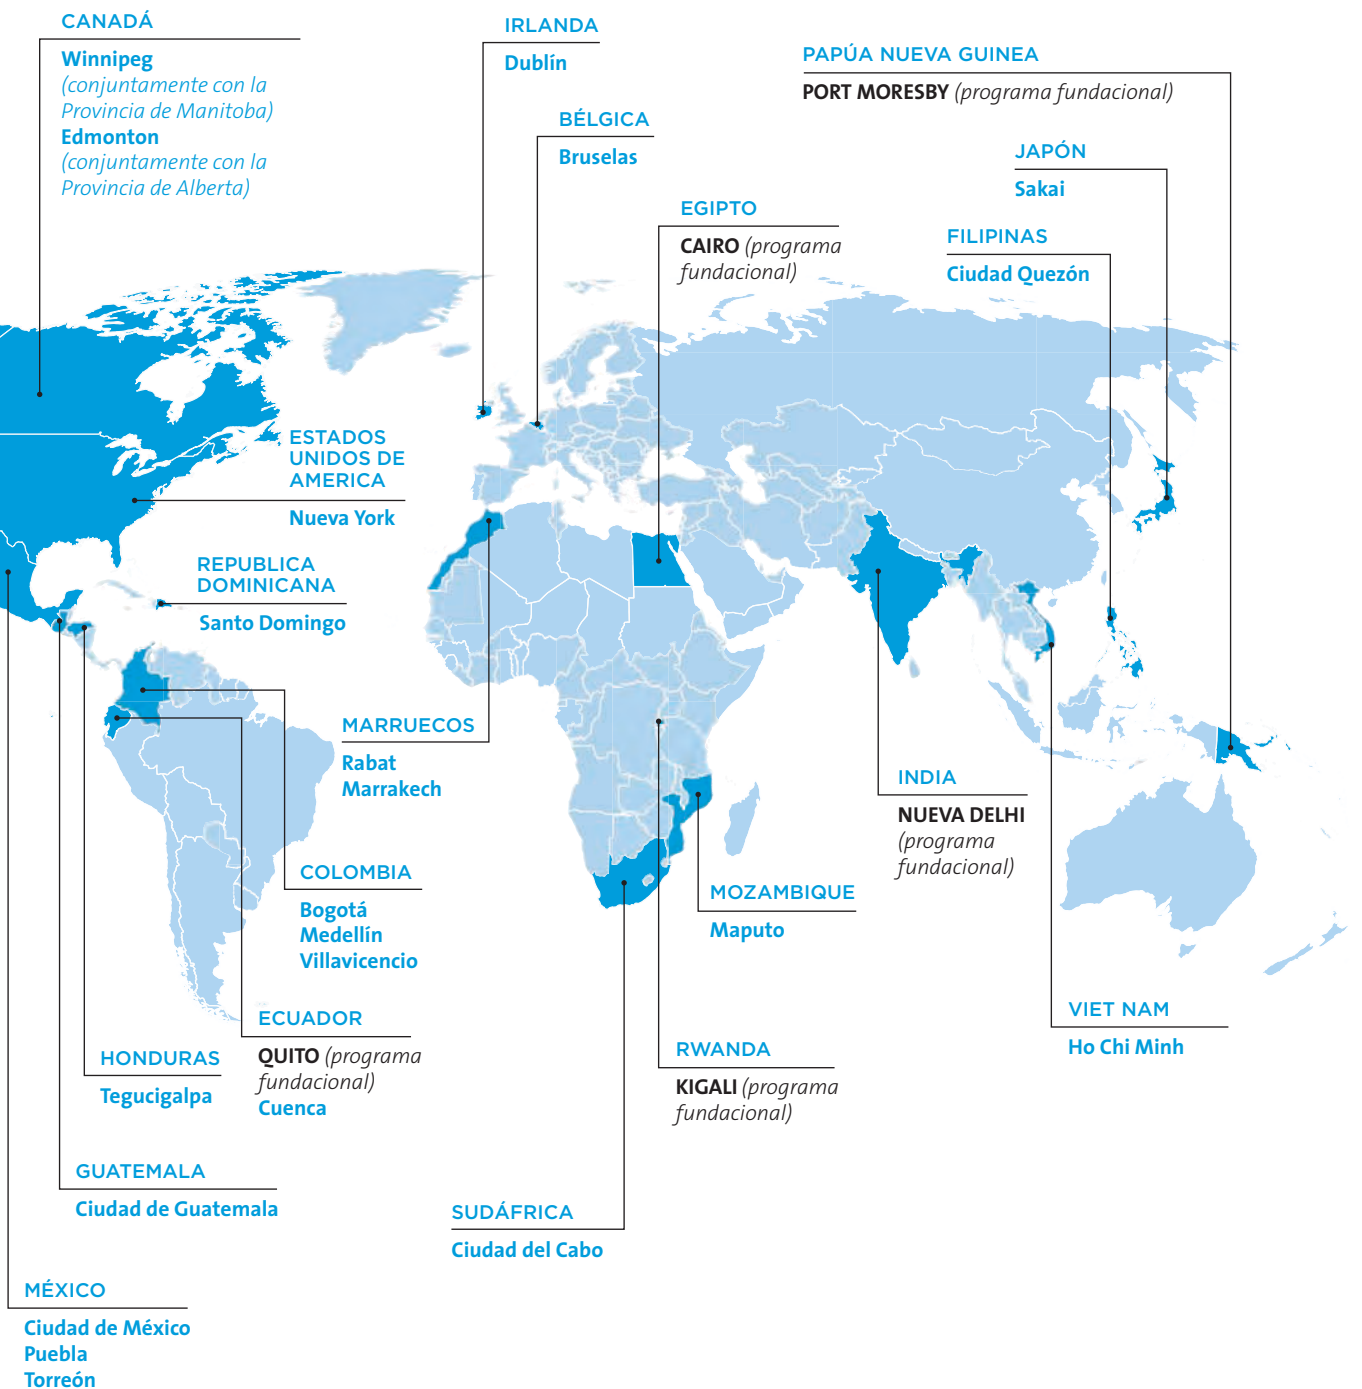 CANADÁ
Winnipeg
(conjuntamente con la
Provincia de Manitoba)
Edmonton
(conjuntamente con la
Provincia de Alberta)
IRLANDA
Dublín
PAPÚA NUEVA GUINEA
PORT MORESBY (programa fundacional)
BÉLGICA
Bruselas
JAPÓN
Sakai
EGIPTO
CAIRO (programa
fundacional)
FILIPINAS
Ciudad Quezón
ESTADOS
UNIDOS DE
AMERICA
Nueva York
REPUBLICA
DOMINICANA
Santo Domingo
MARRUECOS
Rabat
Marrakech
INDIA
NUEVA DELHI
(programa
fundacional)
COLOMBIA
Bogotá
Medellín
Villavicencio
MOZAMBIQUE
Maputo
ECUADOR
QUITO (programa
fundacional)
Cuenca
VIET NAM
Ho Chi Minh
HONDURAS
Tegucigalpa
RWANDA
KIGALI (programa
fundacional)
GUATEMALA
Ciudad de Guatemala
SUDÁFRICA
Ciudad del Cabo
MÉXICO
Ciudad de México
Puebla
Torreón